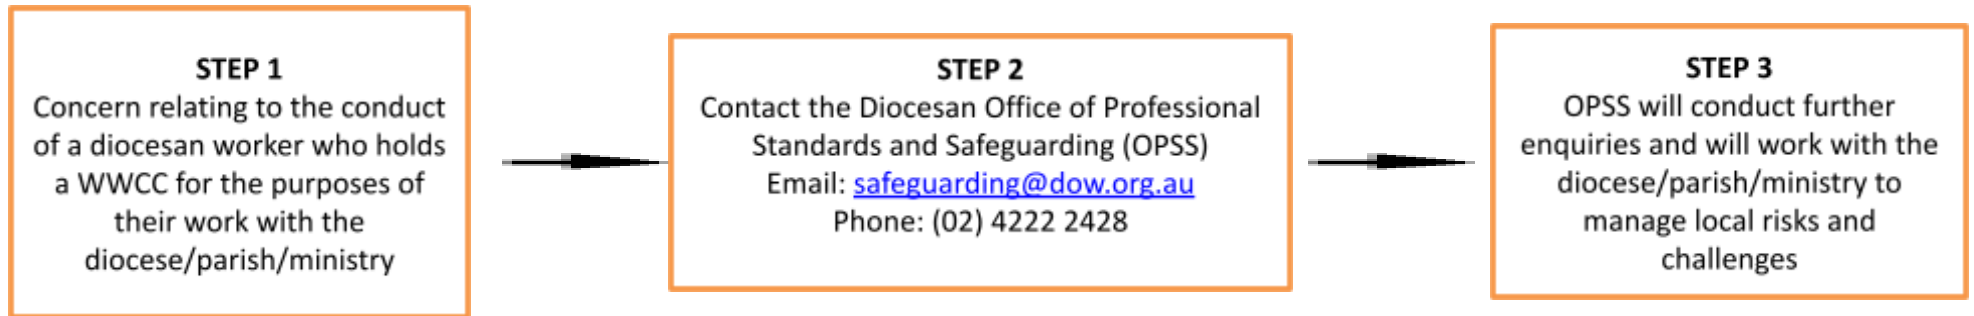 STEP 1
Concern relating to the conduct
of a diocesan worker who holds
a WWCC for the purposes of
their work with the
diocese/parish/ministry
STEP 2
Contact the Diocesan Office of Professional
Standards and Safeguarding (OPSS)
Email: safeguarding@dow.org.au
Phone: (02) 4222 2428
STEP 3
OPSS will conduct further
enquiries and will work with the
diocese/parish/ministry to
manage local risks and
challenges